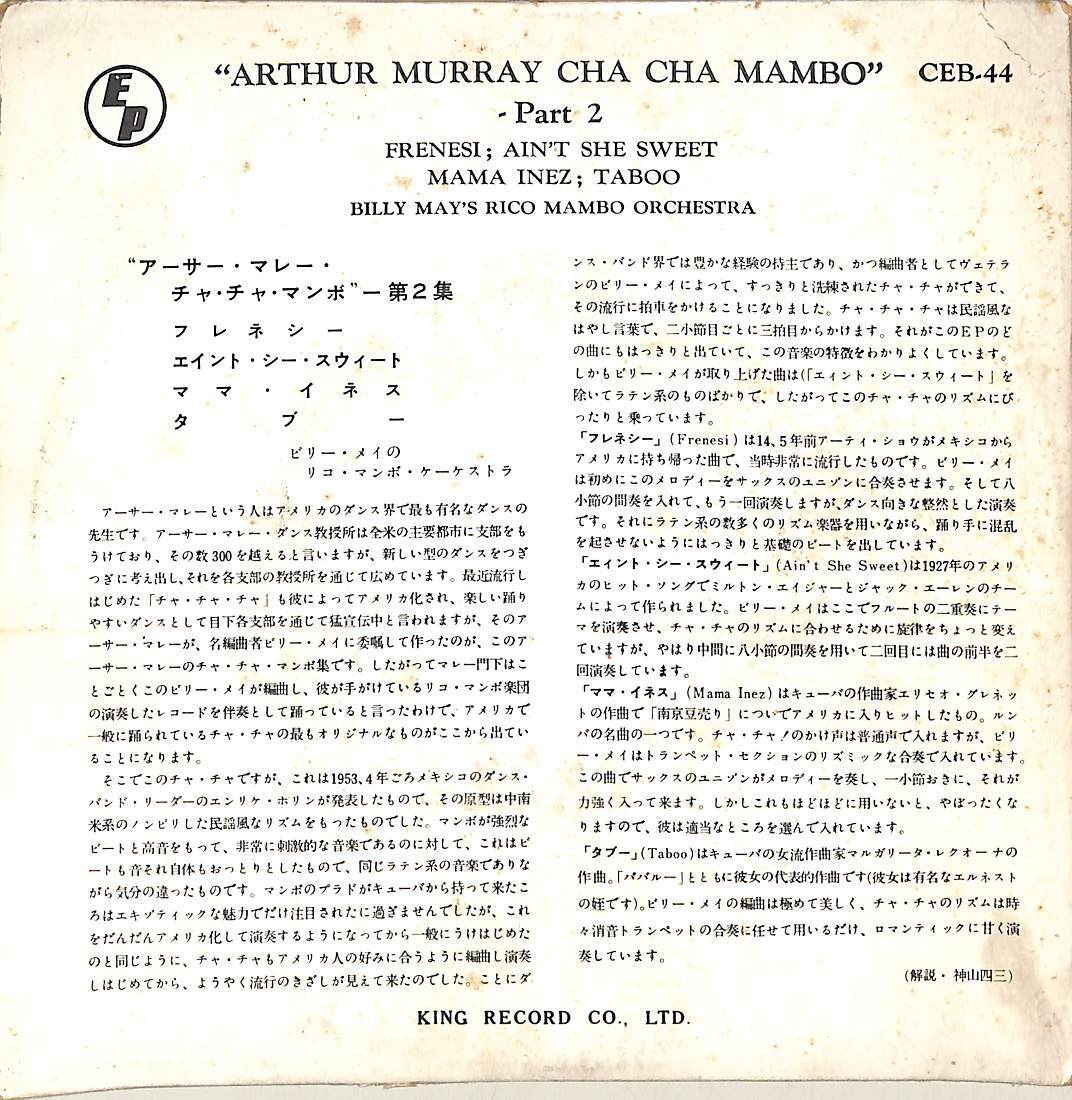 EP
“ARTHUR MURRAY CHA CHA MAMBO” CEB-44
- Part 2
FRENESI; AIN'T SHE SWEET
MAMA INEZ; TABOO
BILLY MAY'S RICO MAMBO ORCHESTRA
“アーサー・マレー・
チャ・チャ・マンボ”ー第2集
フレネシー
エイント・シー・スウィート
ママ・イネス
タブー
ビリー・メイの
リコ・マンボ・ケーケストラ
アーサー・マレーという人はアメリカのダンス界で最も有名なダンスの
先生です。アーサー・マレー・ダンス教授所は全米の主要都市に支部をも
うけており、その数300を越えると言いますが、新しい型のダンスをつぎ
つぎに考え出し、それを各支部の教授所を通じて広めています。最近流行し
はじめた「チャ・チャ・チャ」も彼によってアメリカ化され、楽しい踊り
やすいダンスとして目下各支部を通じて猛宣伝中と言われますが、そのア
ーサー・マレーが、名編曲者ビリー・メイに委嘱して作ったのが、このア
ーサー・マレーのチャ・チャ・マンボ集です。したがってマレー門下はこ
とごとくこのビリー・メイが編曲し、彼が手がけているリコ・マンボ楽団
の演奏したレコードを伴奏として踊っていると言ったわけで、アメリカで
一般に踊られているチャ・チャの最もオリジナルなものがここから出てい
ることになります。
そこでこのチャ・チャですが、これは1953、4年ごろメキシコのダンス・
バンド・リーダーのエンリケ・ホリンが発表したもので、その原型は中南
米系のノンビリした民謡風なリズムをもったものでした。マンボが強烈な
ビートと高音をもって、非常に刺激的な音楽であるのに対して、これはビ
ートも音それ自体もおっとりとしたもので、同じラテン系の音楽でありな
がら気分の違ったものです。マンボのプラドがキューバから持って来たこ
ろはエキゾティックな魅力でだけ注目されたに過ぎませんでしたが、これ
をだんだんアメリカ化して演奏するようになってから一般にうけはじめた
のと同じように、チャ・チャもアメリカ人の好みに合うように編曲し演奏
しはじめてから、ようやく流行のきざしが見えて来たのでした。ことにダ
ンス・バンド界では豊かな経験の持主であり、かつ編曲者としてヴェテラ
ンのビリー・メイによって、すっきりと洗練されたチャ・チャができて、
その流行に拍車をかけることになりました。チャ・チャ・チャは民謡風な
はやし言葉で、二小節目ごとに三拍目からかけます。それがこのEPのど
の曲にもはっきりと出ていて、この音楽の特徴をわかりよくしています。
しかもビリー・メイが取り上げた曲は(「エィント・シー・スウィート」を
除いてラテン系のものばかりで、したがってこのチャ・チャのリズムにぴ
ったりと乗っています。
「フレネシー」(Frenesi)は14、5年前アーティ・ショウがメキシコから
アメリカに持ち帰った曲で、当時非常に流行したものです。ビリー・メイ
は初めにこのメロディーをサックスのユニゾンに合奏させます。そして八
小節の間奏を入れて、もう一回演奏しますが、ダンス向きな整然とした演奏
です。それにラテン系の数多くのリズム楽器を用いながら、踊り手に混乱
を起させないようにはっきりと基礎のビートを出しています。
「エィント・シー・スウィート」(Ain't She Sweet)は1927年のアメリ
カのヒット・ソングでミルトン・エイジャーとジャック・エーレンのチー
ムによって作られました。ビリー・メイはここでフルートの二重奏にテー
マを演奏させ、チャ・チャのリズムに合わせるために旋律をちょっと変え
ていますが、やはり中間に八小節の間奏を用いて二回目には曲の前半を二
回演奏しています。
「ママ・イネス」(Mama Inez)はキューバの作曲家エリセオ・グレネッ
トの作曲で「南京豆売り」についでアメリカに入りヒットしたもの。ルン
バの名曲の一つです。チャ・チャノのかけ声は普通声で入れますが、ビリ
ー・メイはトランペット・セクションのリズミックな合奏で入れています。
この曲でサックスのユニゾンがメロディーを奏し、一小節おきに、それが
力強く入って来ます。しかしこれもほどほどに用いないと、やぼったくな
りますので、彼は適当なところを選んで入れています。
「タブー」(Taboo)はキューバの女流作曲家マルガリータ・レクオーナの
作曲。「ババルー」とともに彼女の代表的作曲です(彼女は有名なエルネスト
の姪です)。ビリー・メイの編曲は極めて美しく、チャ・チャのリズムは時
々消音トランペットの合奏に任せて用いるだけ、ロマンティックに甘く演
奏しています。
(解説・神山四三)
KING RECORD CO., LTD.